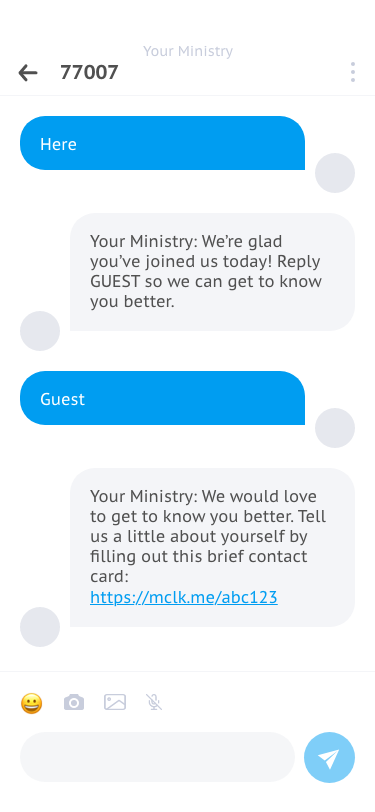 Your Ministry
77007
Here
Your Ministry: We’re glad
you’ve joined us today! Reply
GUEST so we can get to know
you better.
Guest
Your Ministry: We would love
to get to know you better. Tell
us a little about yourself by
filling out this brief contact
card:
https://mclk.me/abc123